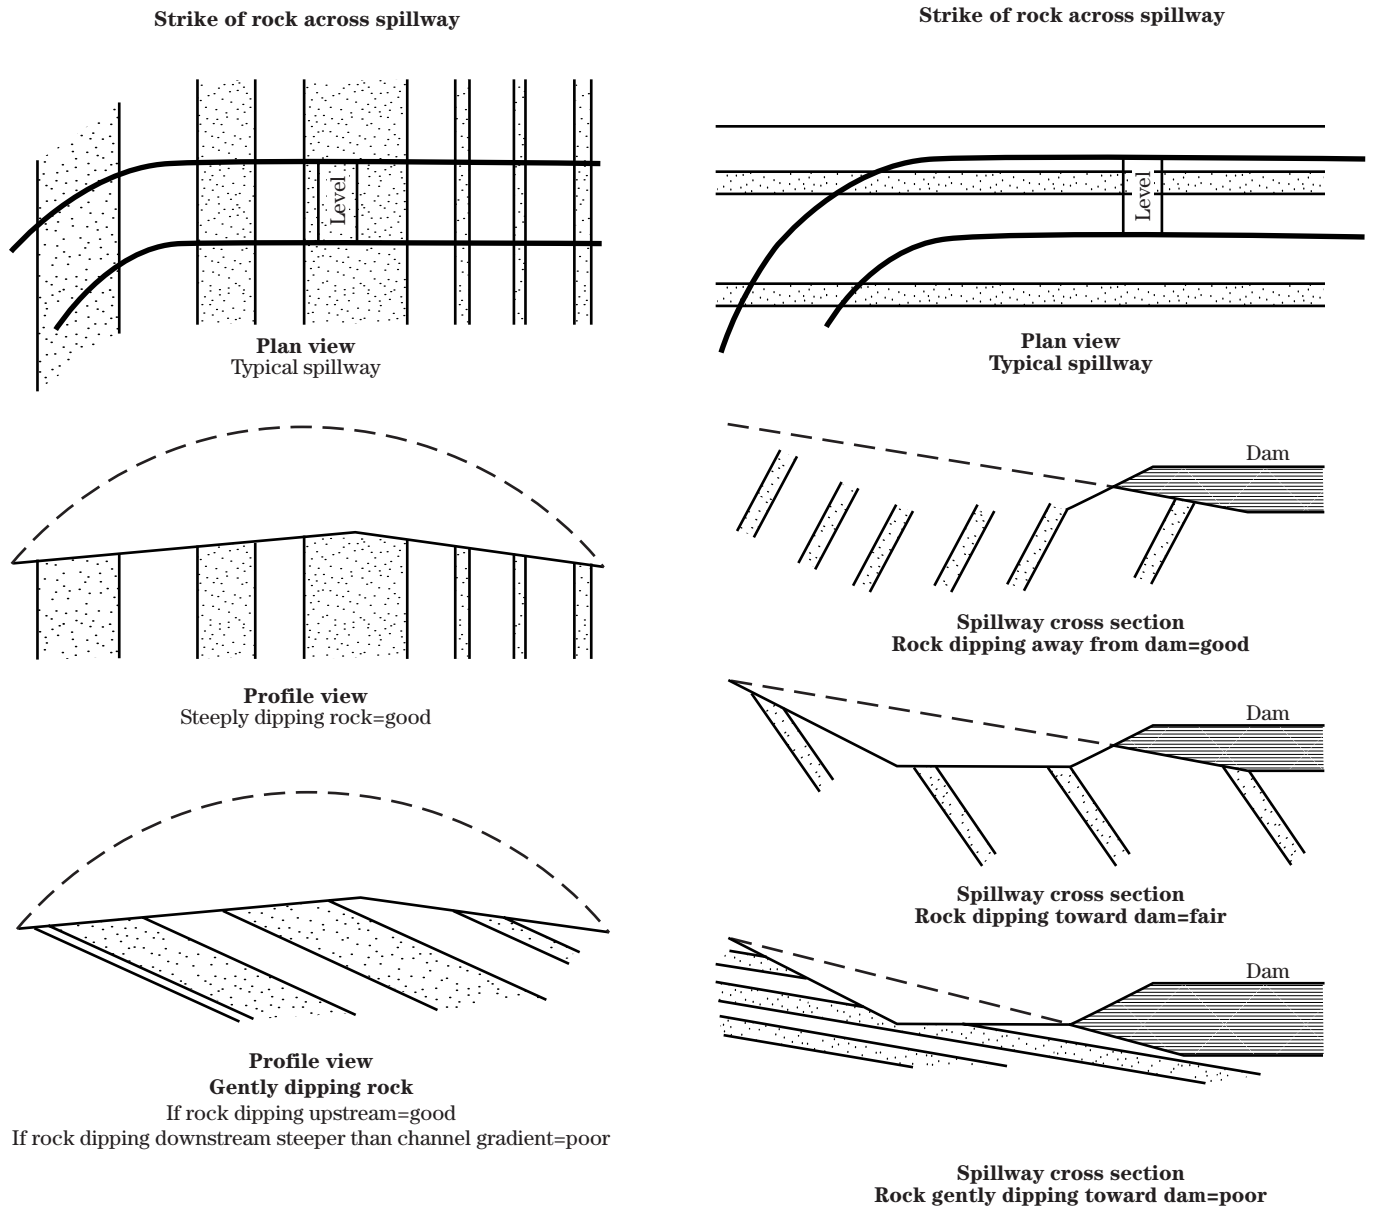 Strike of rock across spillway
Level
Plan view
Typical spillway
Profile view
Steeply dipping rock=good
Profile view
Gently dipping rock
If rock dipping upstream=good
If rock dipping downstream steeper than channel gradient=poor
Strike of rock across spillway
Level
Plan view
Typical spillway
Dam
Spillway cross section
Rock dipping away from dam=good
Dam
Spillway cross section
Rock dipping toward dam=fair
Dam
Spillway cross section
Rock gently dipping toward dam=poor